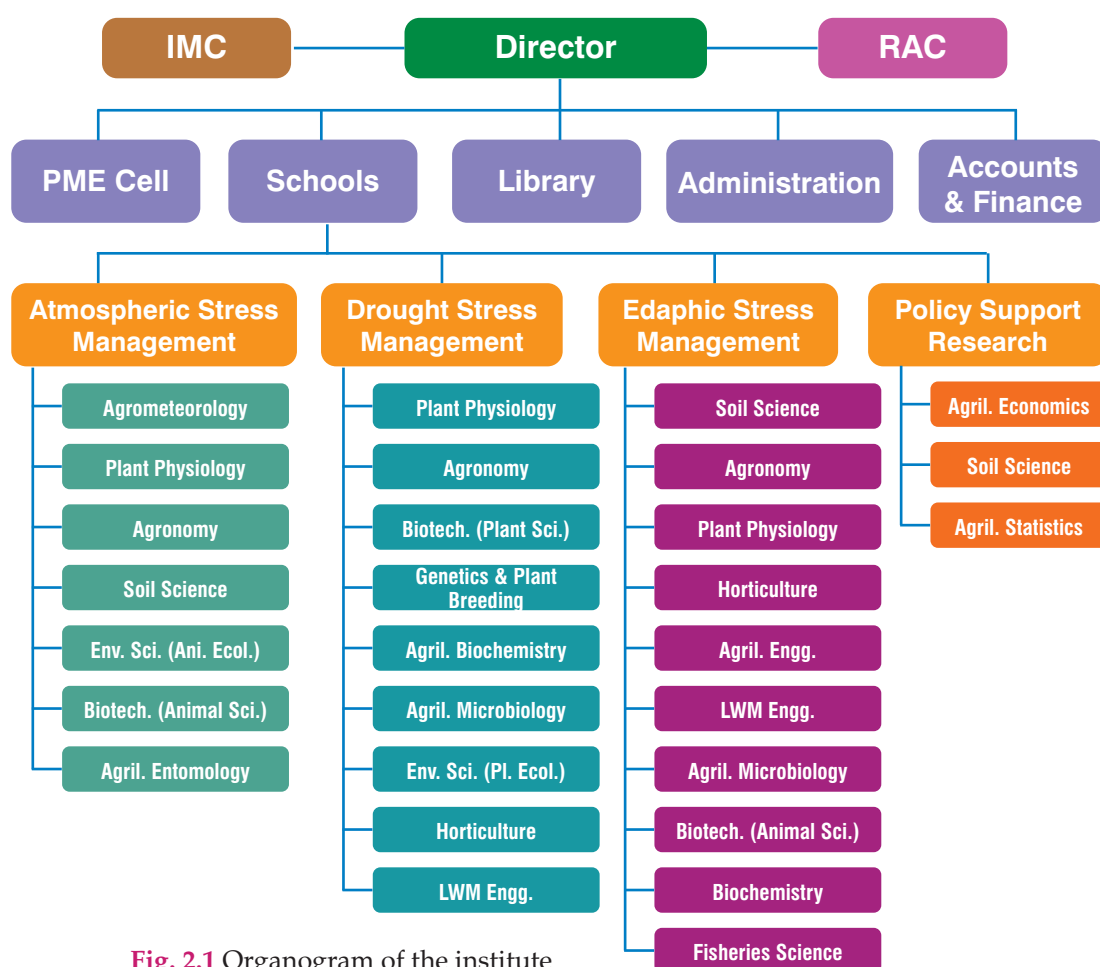 IMC
Director
RAC
PME Cell
Schools
Library
Administration
Accounts
& Finance
Atmospheric Stress
Management
Drought Stress
Management
Edaphic Stress
Management
Policy Support
Research
Agrometeorology
Plant Physiology
Agronomy
Soil Science
Env. Sci. (Ani. Ecol.)
Biotech. (Animal Sci.)
Agril. Entomology
Plant Physiology
Agronomy
Biotech. (Plant Sci.)
Genetics & Plant
Breeding
Agril. Biochemistry
Agril. Microbiology
Env. Sci. (Pl. Ecol.)
Horticulture
LWM Engg.
Soil Science
Agronomy
Plant Physiology
Horticulture
Agril. Engg.
LWM Engg.
Agril. Microbiology
Biotech. (Animal Sci.)
Biochemistry
Fisheries Science
Agril. Economics
Soil Science
Agril. Statistics
Fig. 2.1 Organogram of the institute